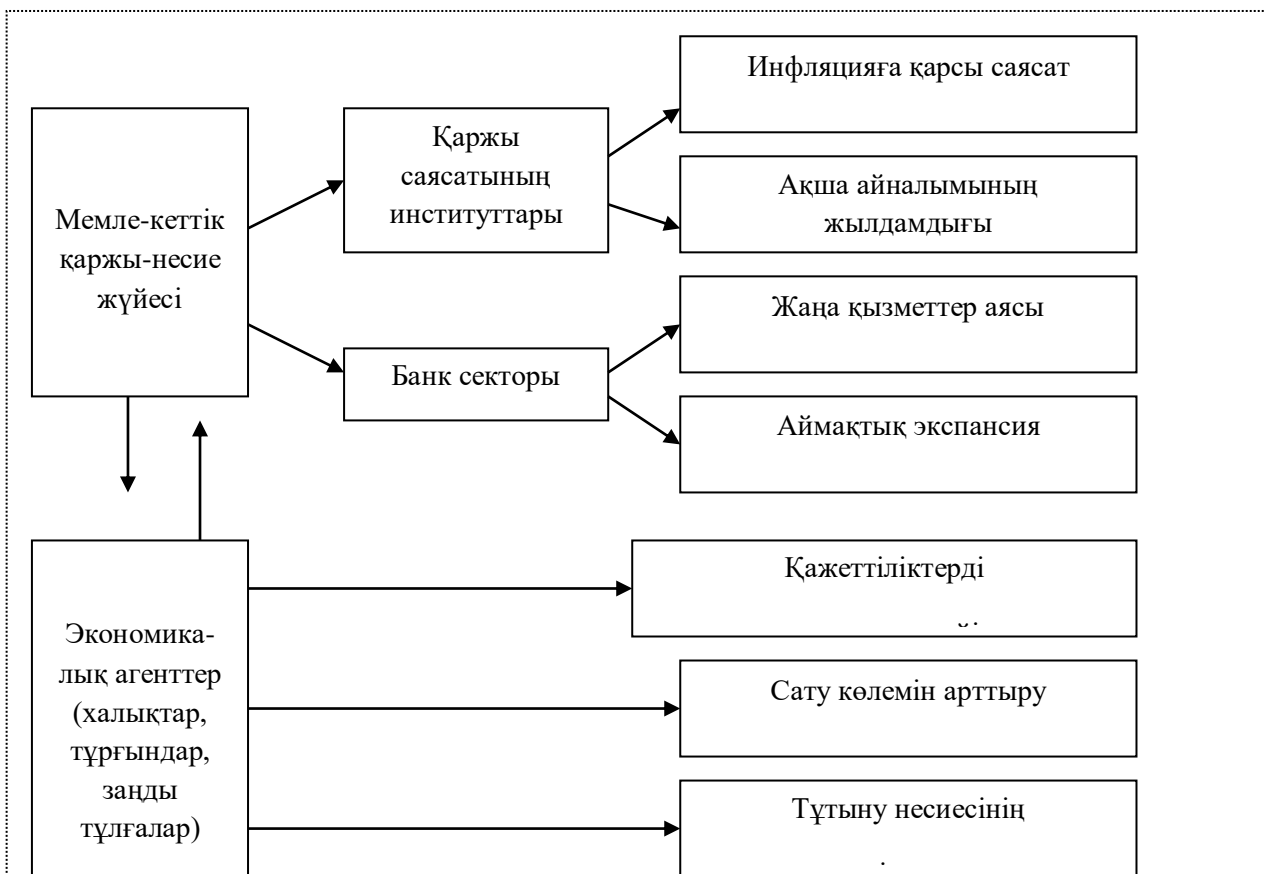 Инфляцияға қарсы саясат
Қаржы
саясатының
институттары
Ақша айналымының
жылдамдығы
Мемле-кеттік
қаржы-несие
жүйесі
Жаңа қызметтер аясы
Банк секторы
Аймақтық экспансия
Қажеттіліктерді
Экономика-
лық агенттер
(халықтар,
тұрғындар,
заңды
тұлғалар)
Сату көлемін арттыру
Тұтыну несиесінің